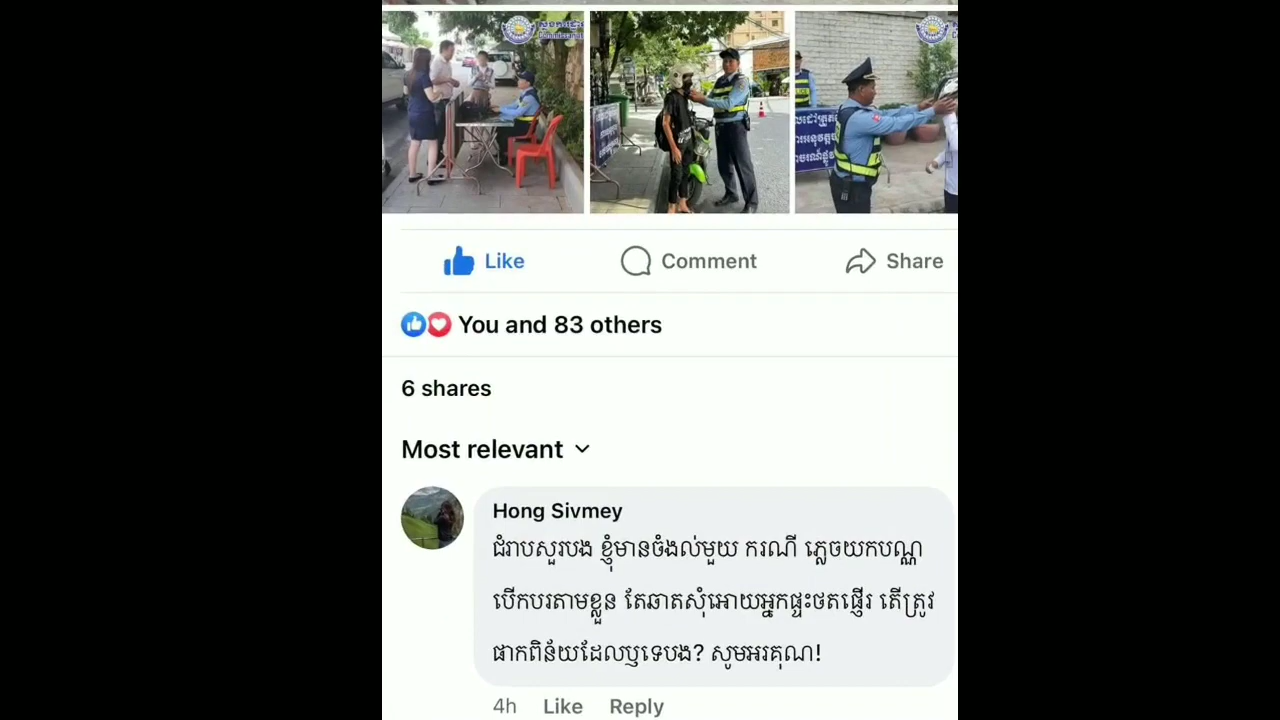 Like
Comment
Share
You and 83 others
6 shares
Most relevant
Hong Sivmey
ជំរាបសួរបង ខ្ញុំមានចំងល់មួយ ករណី ភ្លេចយកបណ្ណ
បើកបរតាមខ្លួន តែឆាតសុំអោយអ្នកផ្ទះថតផ្ញើរ តើត្រូវ
ផាកពិន័យដែលឬទេបង? សូមអរគុណ!
4h
Like
Reply